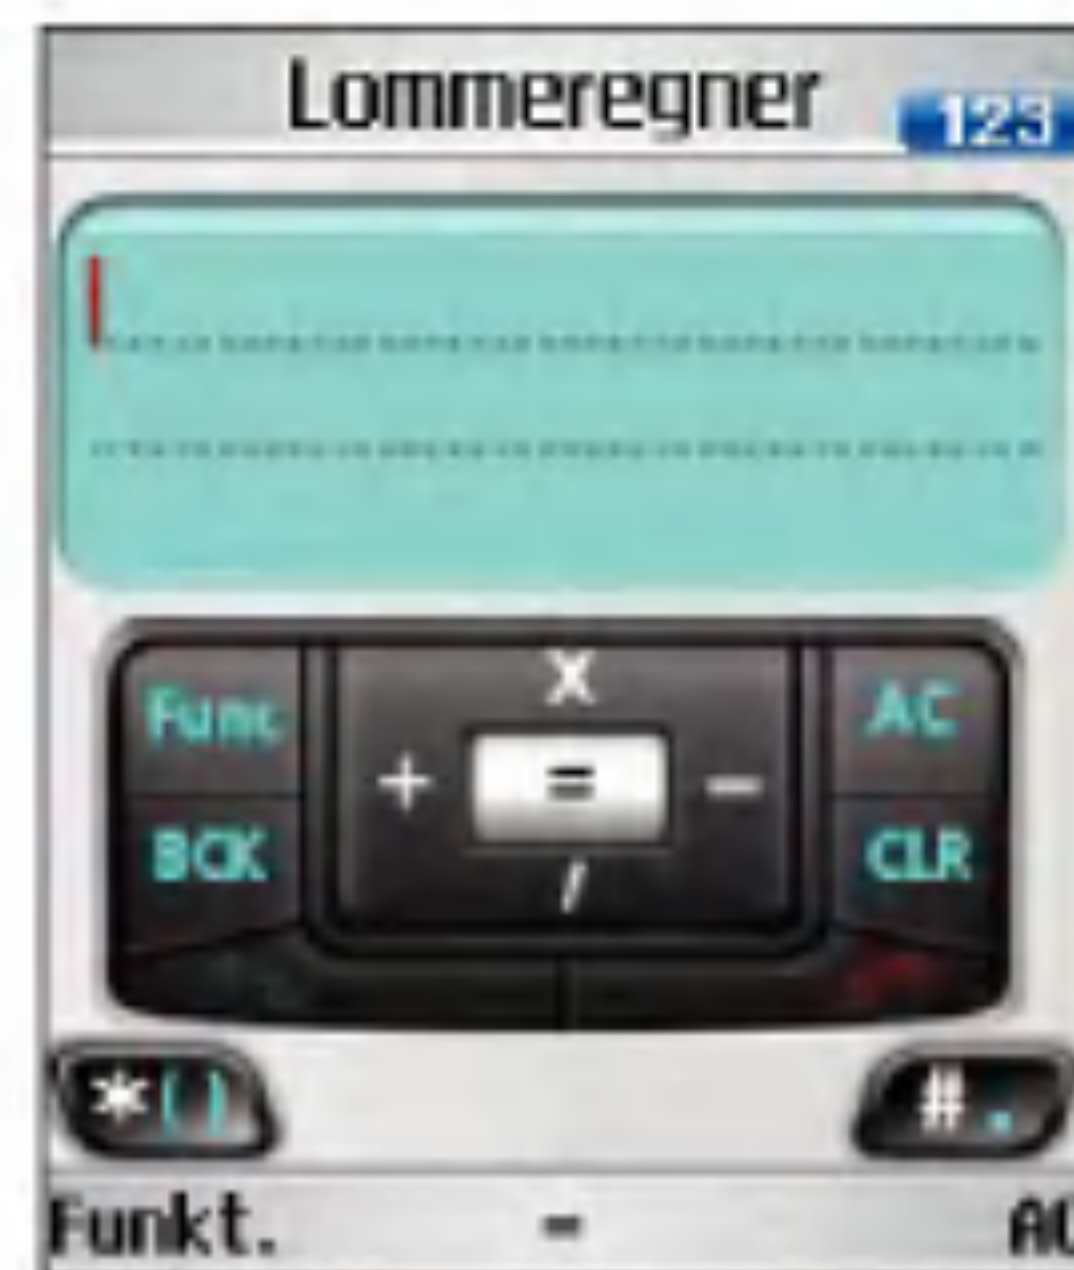 Lommeregner 123
X
Func AC
+ = -
BCK CLR
/
*() #.
Funkt. = AC